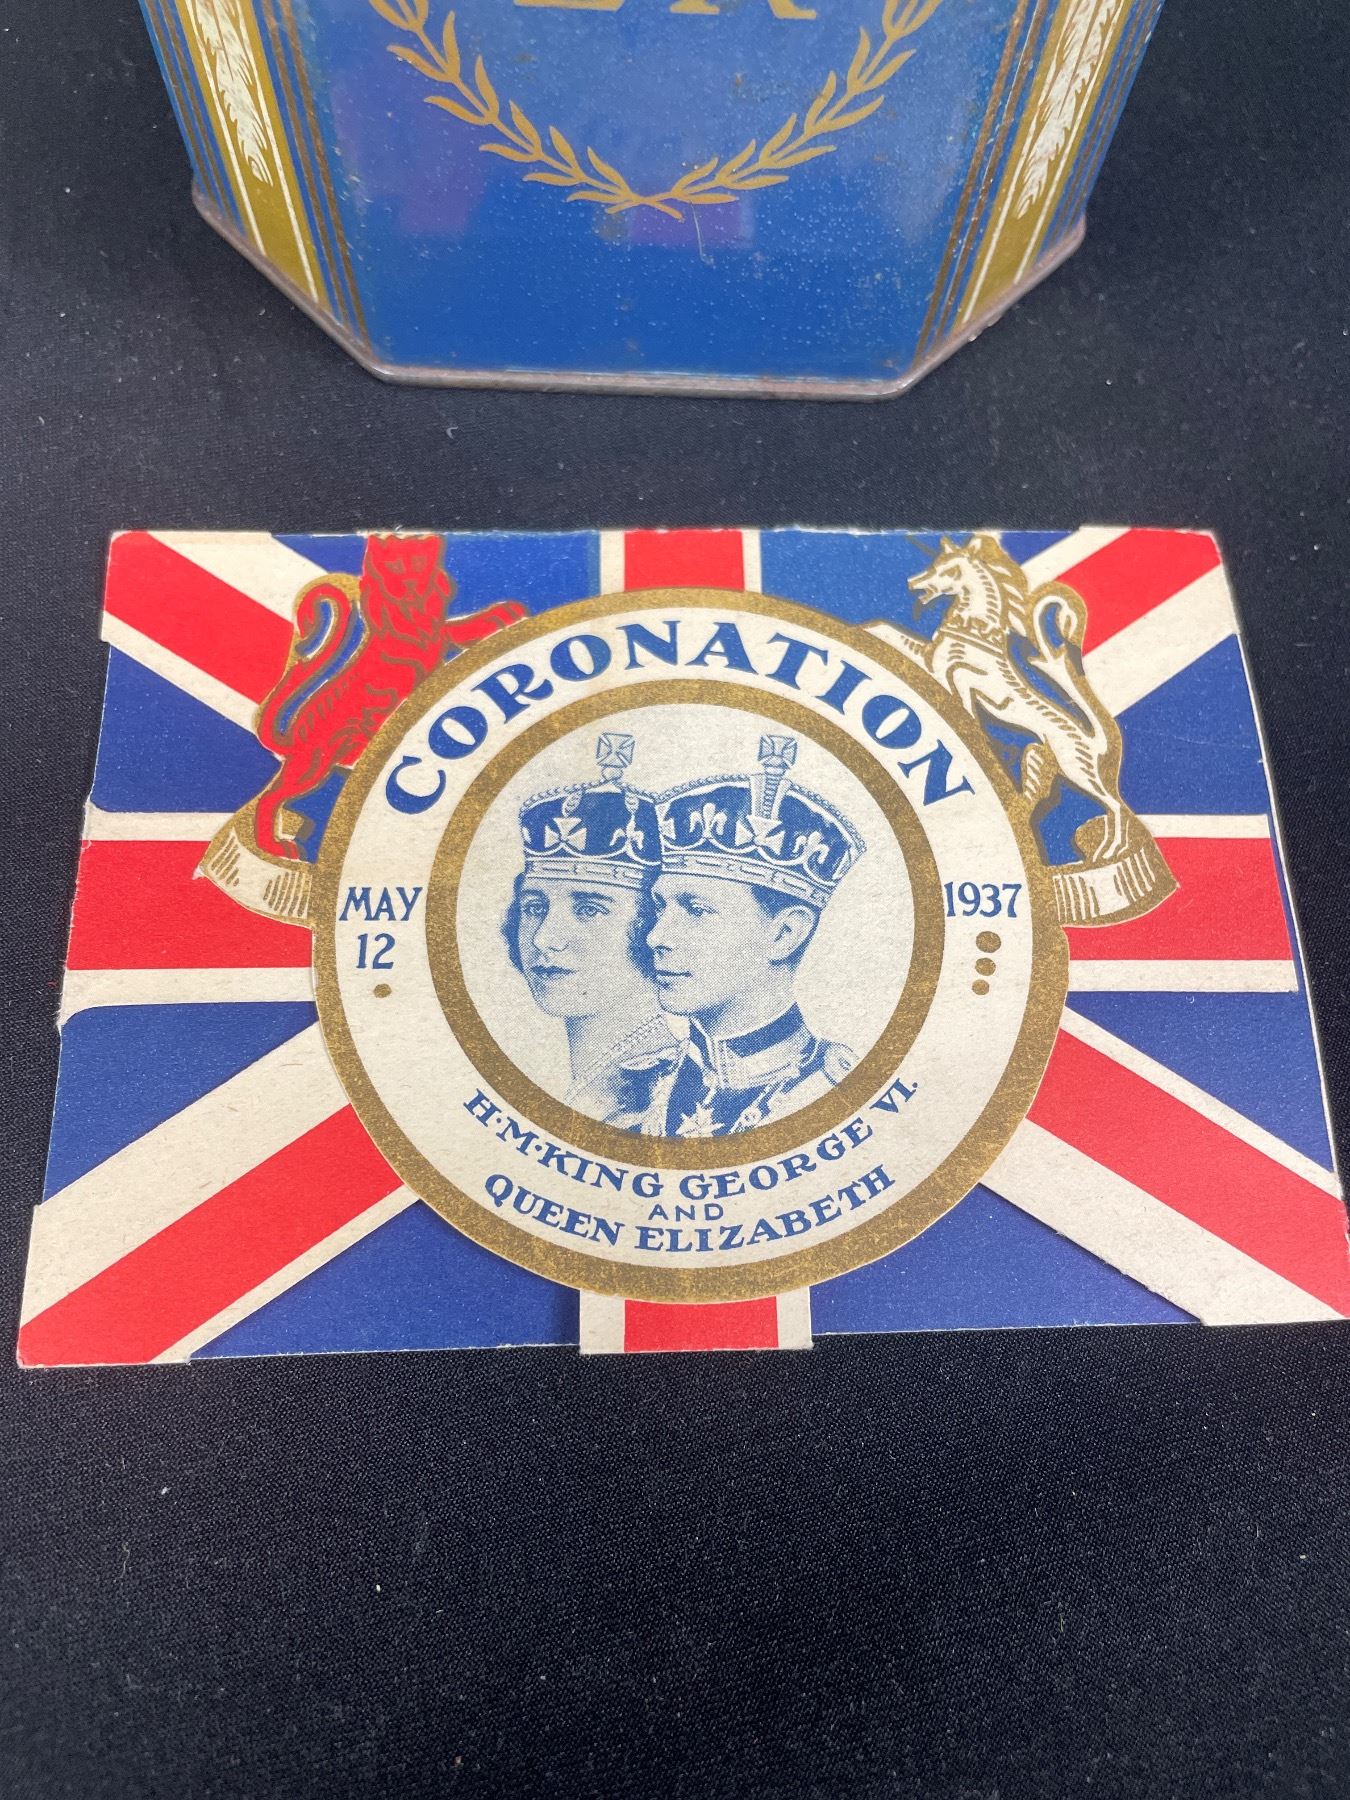 CORONATION
MAY
12
1937
H·M·KING GEORGE VI.
AND
QUEEN ELIZABETH